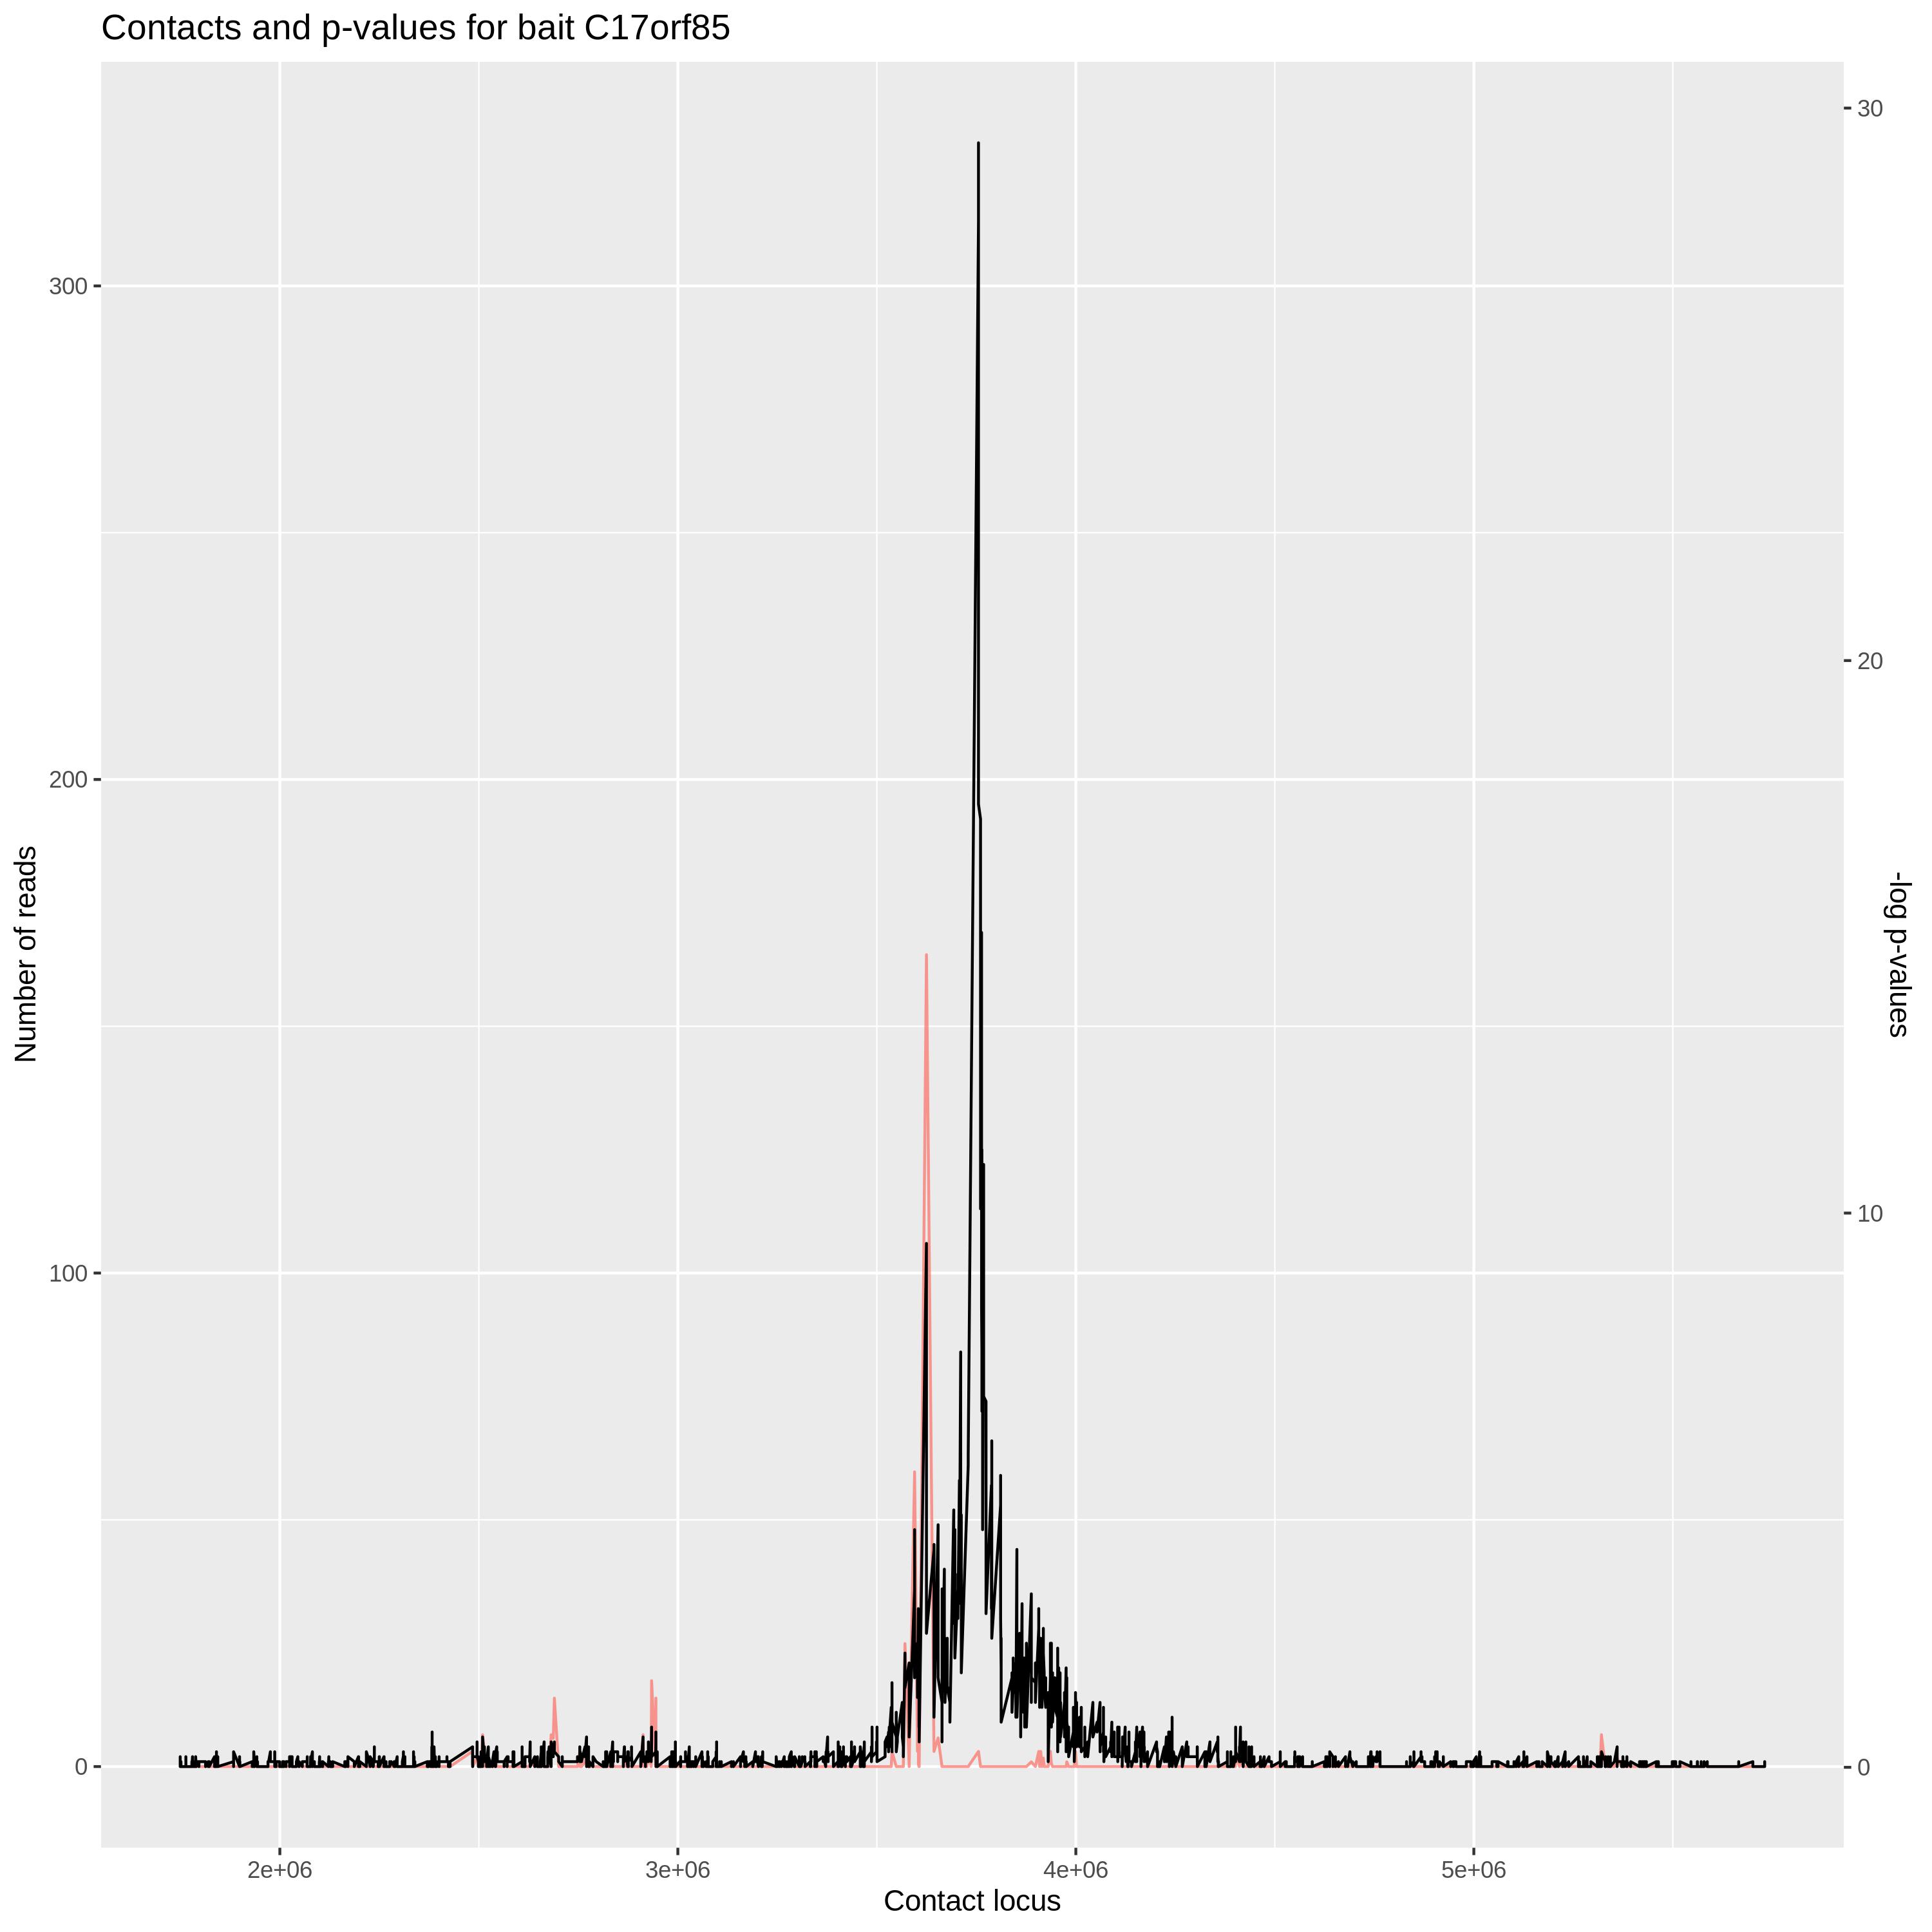 Contacts and p-values for bait C17orf85
300
200
100
0
Number of reads
30
20
10
0
-log p-values
2e+06
3e+06
4e+06
5e+06
Contact locus